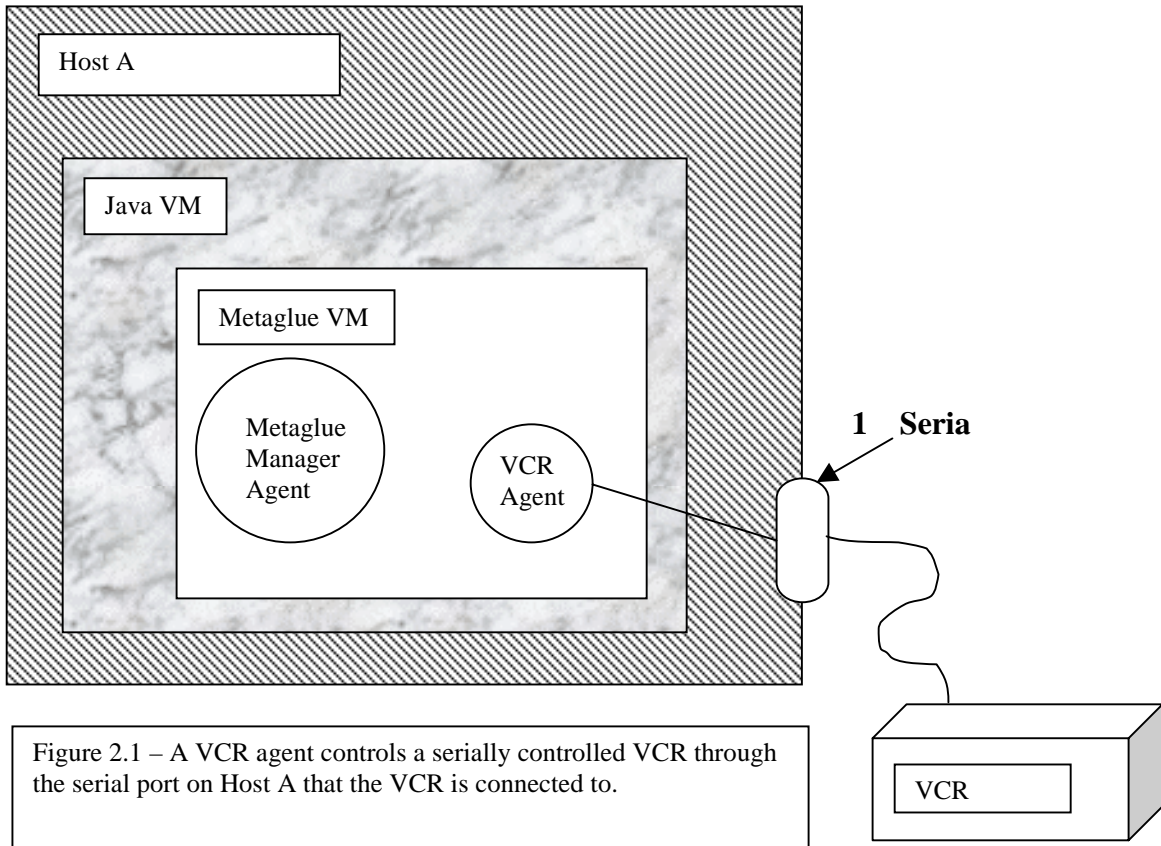 Host A
Java VM
Metaglue VM
Metaglue
Manager
Agent
VCR
Agent
1 Seria
VCR
Figure 2.1 – A VCR agent controls a serially controlled VCR through
the serial port on Host A that the VCR is connected to.